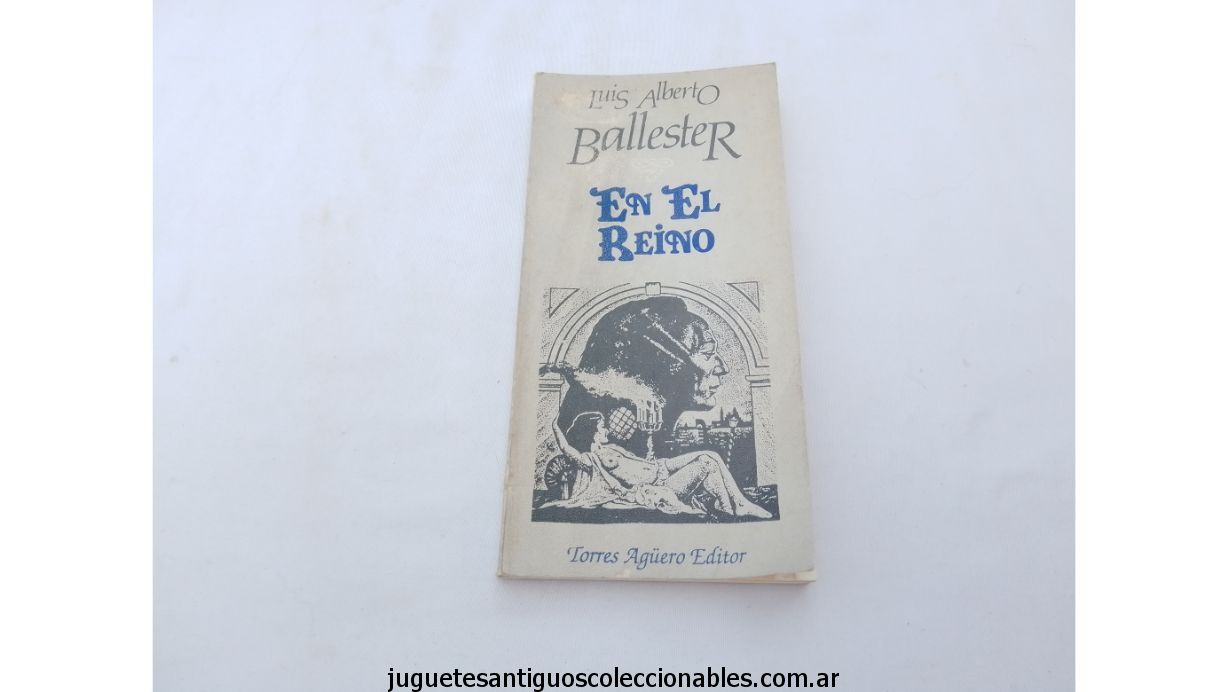 Luis Alberto
Ballester
En El
Reino
Torres Agüero Editor
juguetesantiguoscoleccionables.com.ar